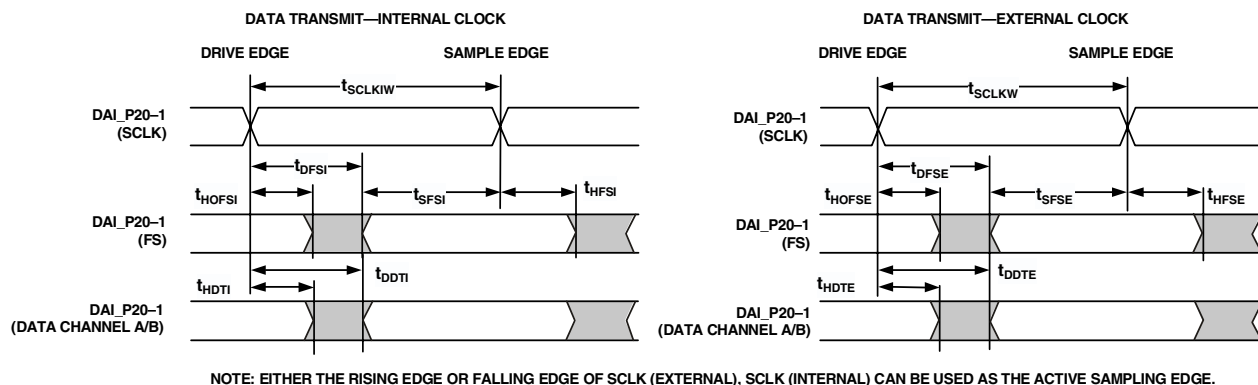 DATA TRANSMIT—INTERNAL CLOCK
DRIVE EDGE
SAMPLE EDGE
tSCLKIW
DAI_P20–1
(SCLK)
tDFSI
tHOFSI
tSFSI
tHFSI
DAI_P20–1
(FS)
tDDTI
tHDTI
DAI_P20–1
(DATA CHANNEL A/B)
DATA TRANSMIT—EXTERNAL CLOCK
DRIVE EDGE
SAMPLE EDGE
tSCLKW
DAI_P20–1
(SCLK)
tDFSE
tHOFSE
tSFSE
tHFSE
DAI_P20–1
(FS)
tDDTE
tHDTE
DAI_P20–1
(DATA CHANNEL A/B)
NOTE: EITHER THE RISING EDGE OR FALLING EDGE OF SCLK (EXTERNAL), SCLK (INTERNAL) CAN BE USED AS THE ACTIVE SAMPLING EDGE.